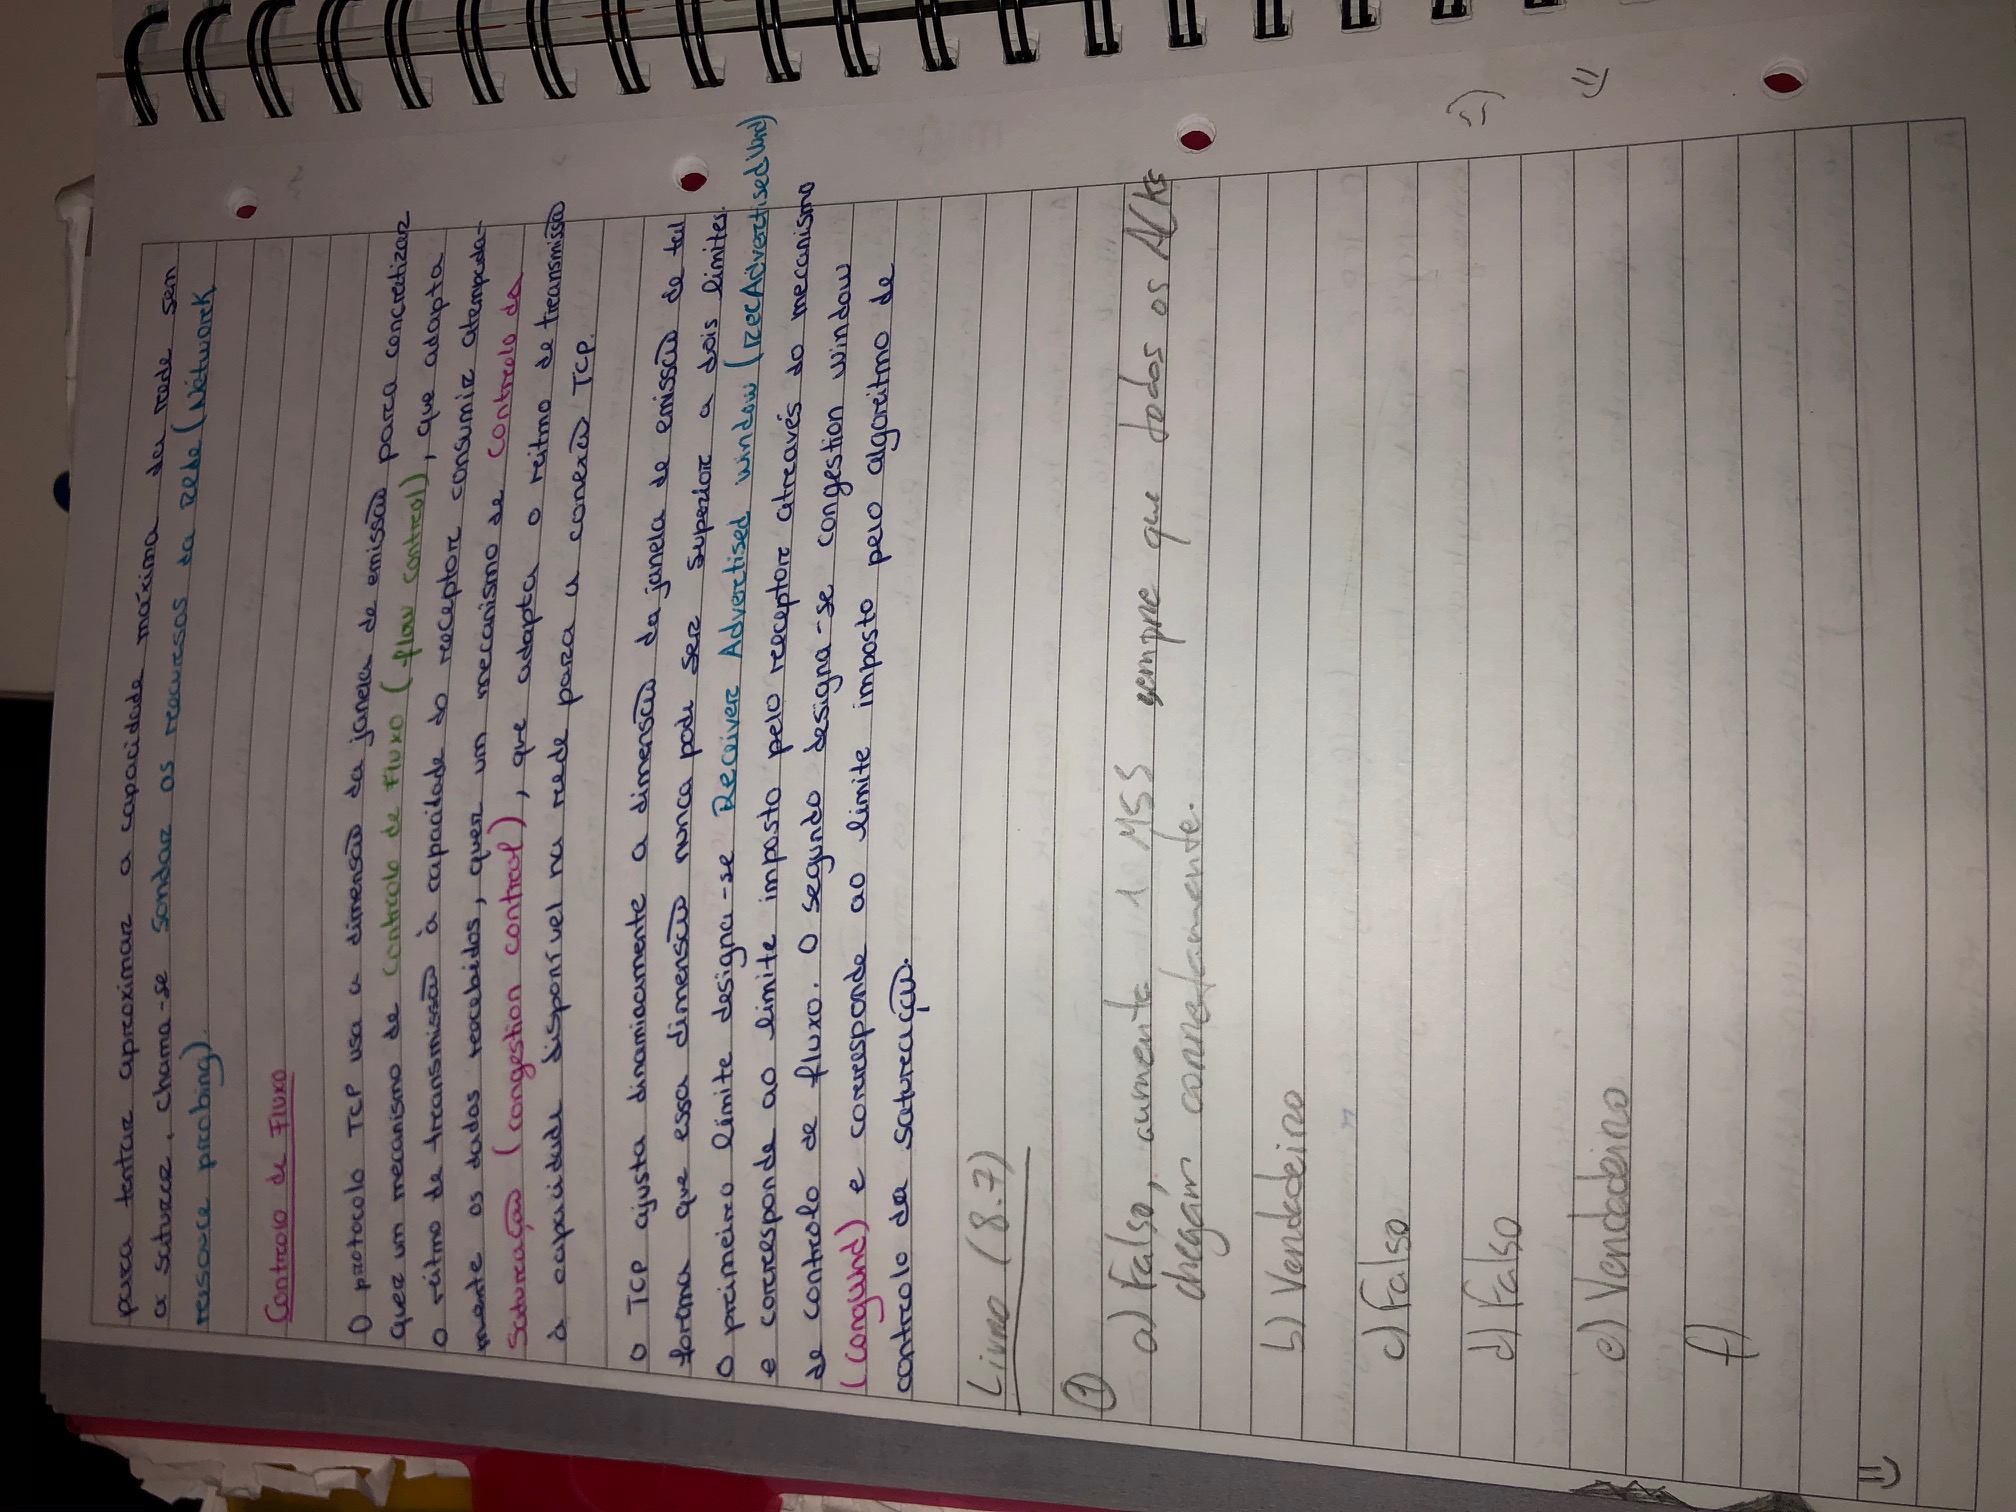 para tentar aproximar a capacidade máxima da rede sem
a saturar. Chama-se Sondar os recursos da Rede (Network
resource probing).
Controlo de Fluxo
O protocolo TCP usa a dimensão da janela de emissão para concretizar
quer um mecanismo de controlo de fluxo (flow control), que adapta
o ritmo de transmissão à capacidade do receptor consumir atempada-
mente os dados recebidos, quer um mecanismo de controlo da
saturação (congestion control), que adapta o ritmo de transmissão
à capacidade disponível na rede para a conexão TCP.
O TCP ajusta dinamicamente a dimensão da janela de emissão de tal
forma que essa dimensão nunca pode ser superior a dois limites.
O primeiro limite designa-se Receiver Advertised window (RecAdvertisedWnd)
e corresponde ao limite imposto pelo receptor através do mecanismo
de controlo de fluxo. O segundo designa-se congestion window
(CongWnd) e corresponde ao limite imposto pelo algoritmo de
controlo da saturação.
Livro (8.7)
1
a) Falso, aumenta 1 MSS sempre que todos os ACKs
chegam corretamente.
b) Verdadeiro
c) Falso
d) Falso
e) Verdadeiro
f)